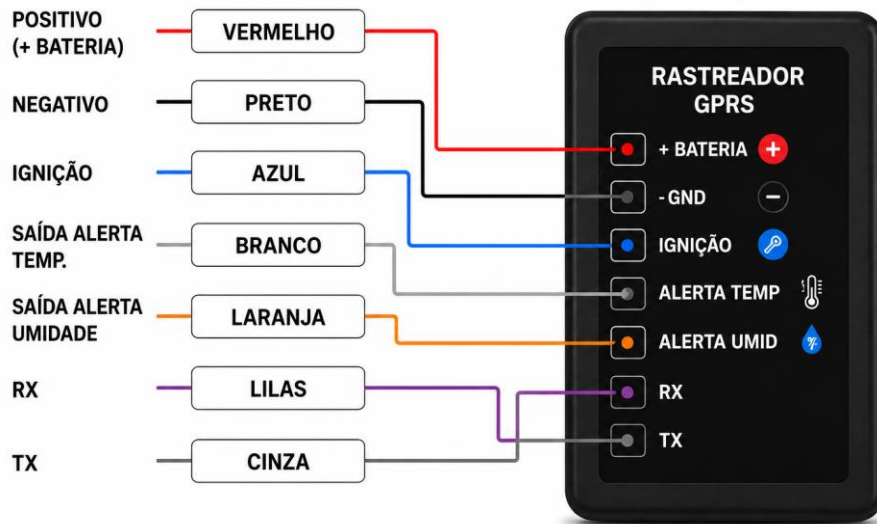 POSITIVO
(+ BATERIA)
VERMELHO
NEGATIVO
PRETO
IGNIÇÃO
AZUL
SAÍDA ALERTA
TEMP.
BRANCO
SAÍDA ALERTA
UMIDADE
LARANJA
RX
LILAS
TX
CINZA
RASTREADOR
GPRS
+ BATERIA
- GND
IGNIÇÃO
ALERTA TEMP
ALERTA UMID
RX
TX